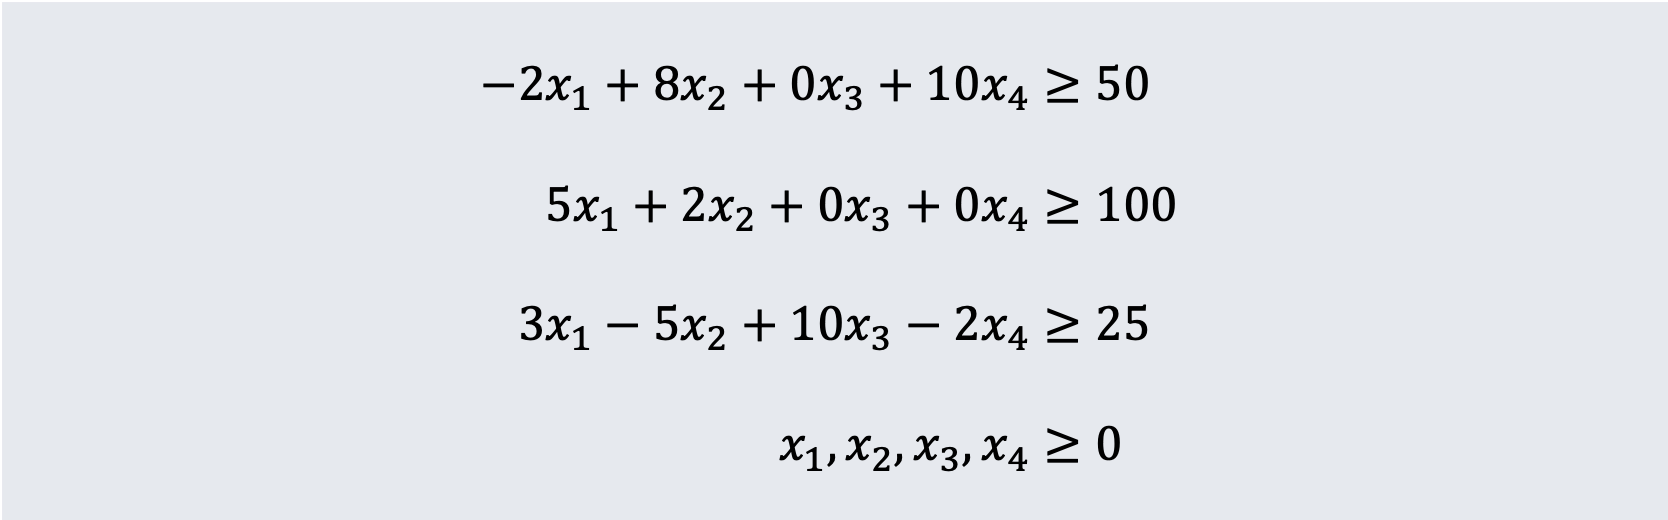 −2x₁ + 8x₂ + 0x₃ + 10x₄ ≥ 50
5x₁ + 2x₂ + 0x₃ + 0x₄ ≥ 100
3x₁ − 5x₂ + 10x₃ − 2x₄ ≥ 25
x₁, x₂, x₃, x₄ ≥ 0